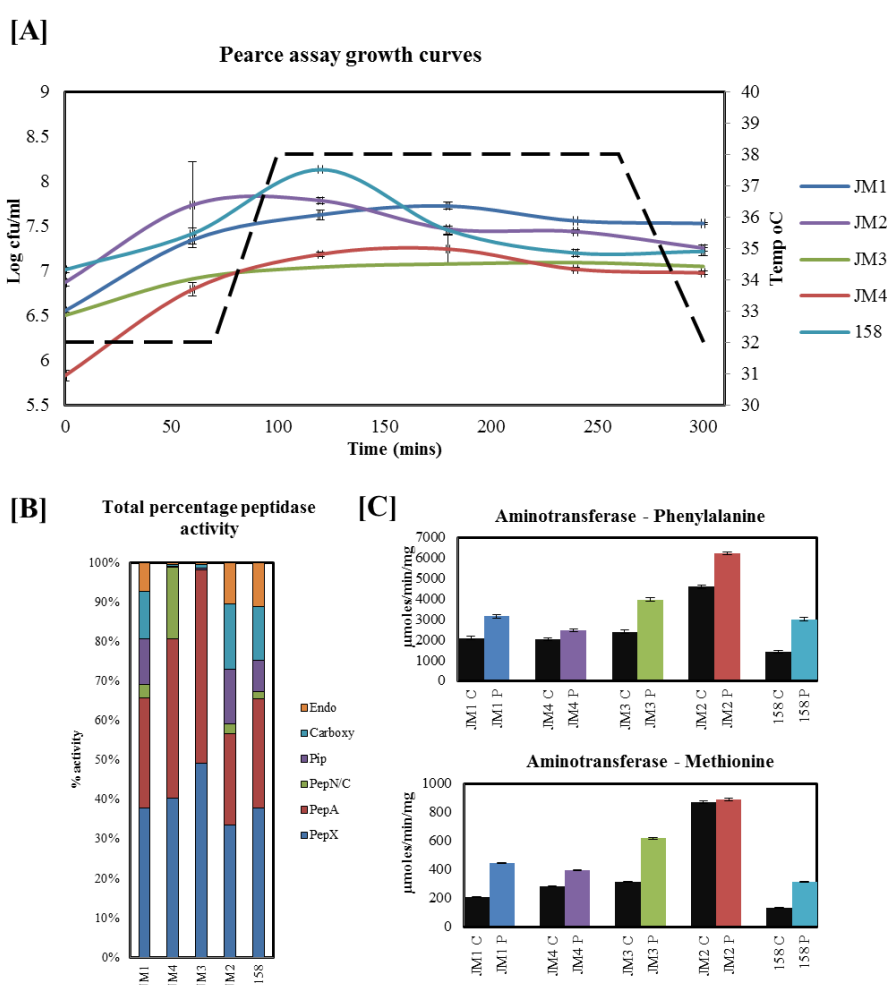 [A]
Pearce assay growth curves
9
8.5
8
7.5
7
6.5
6
5.5
Log cfu/ml
40
39
38
37
36
35
34
33
32
31
30
Temp oC
0
50
100
150
200
250
300
Time (mins)
JM1
JM2
JM3
JM4
158
[B]
Total percentage peptidase
activity
100%
90%
80%
70%
60%
50%
40%
30%
20%
10%
0%
% activity
JM1
JM4
JM3
JM2
158
Endo
Carboxy
Pip
PepN/C
PepA
PepX
[C]
Aminotransferase - Phenylalanine
7000
6000
5000
4000
3000
2000
1000
0
µmoles/min/mg
JM1 C
JM1 P
JM4 C
JM4 P
JM3 C
JM3 P
JM2 C
JM2 P
158 C
158 P
Aminotransferase - Methionine
1000
800
600
400
200
0
µmoles/min/mg
JM1 C
JM1 P
JM4 C
JM4 P
JM3 C
JM3 P
JM2 C
JM2 P
158 C
158 P